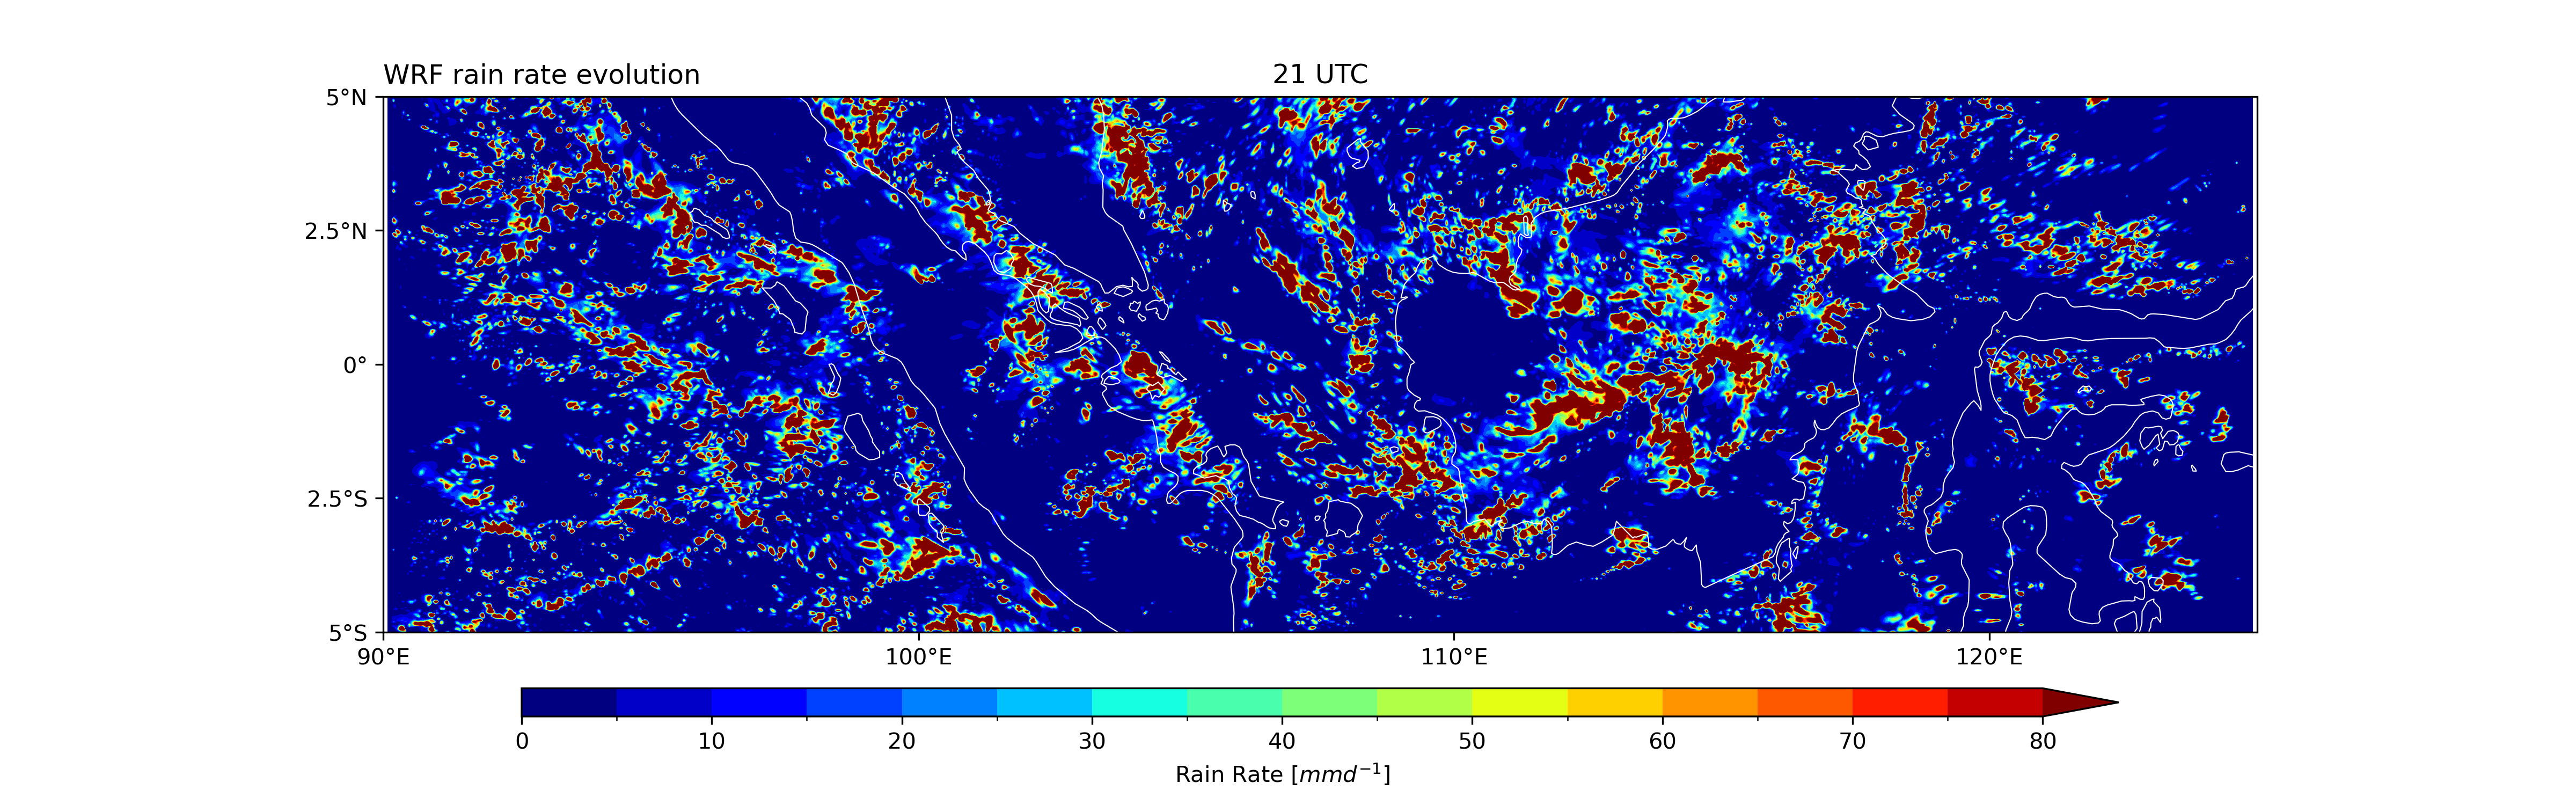 WRF rain rate evolution
21 UTC
5°N
2.5°N
0°
2.5°S
5°S
90°E 100°E 110°E 120°E
0 10 20 30 40 50 60 70 80
Rain Rate [mmd⁻¹]